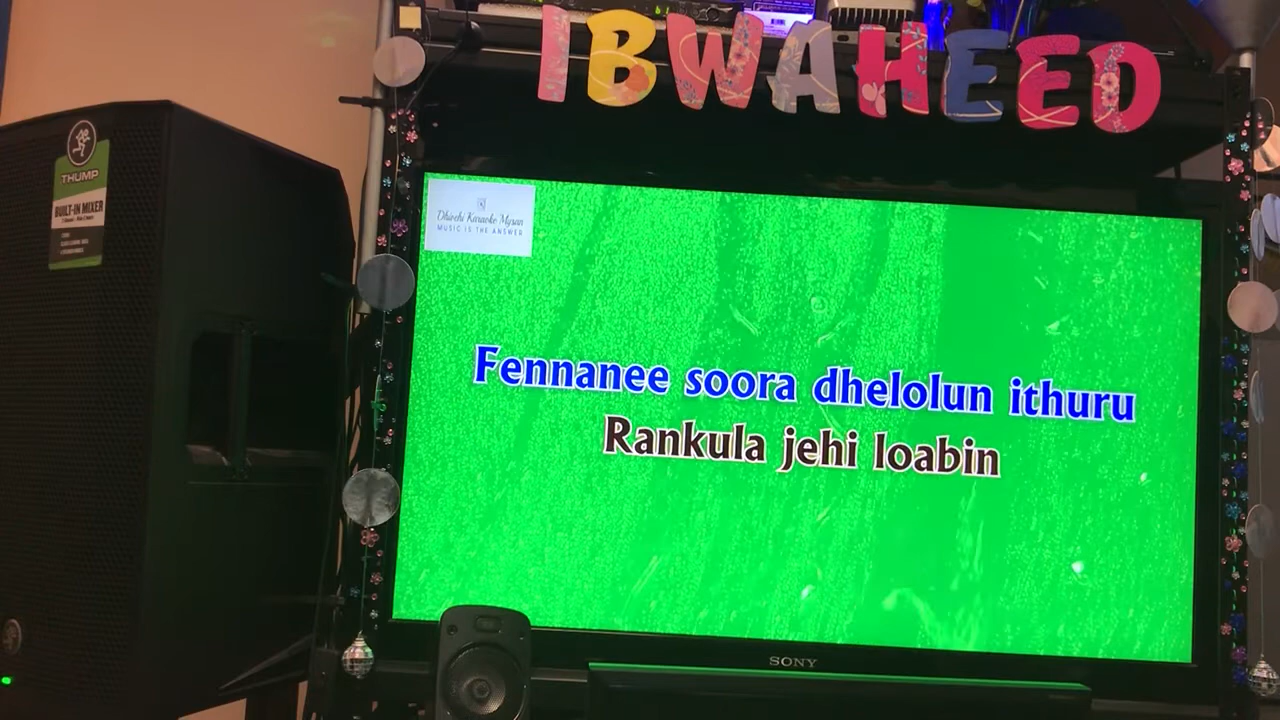 IBWAHEED
THUMP
BUILT-IN MIXER
Dhivehi Karaoke Myran
MUSIC IS THE ANSWER
Fennanee soora dhelolun ithuru
Rankula jehi loabin
SONY